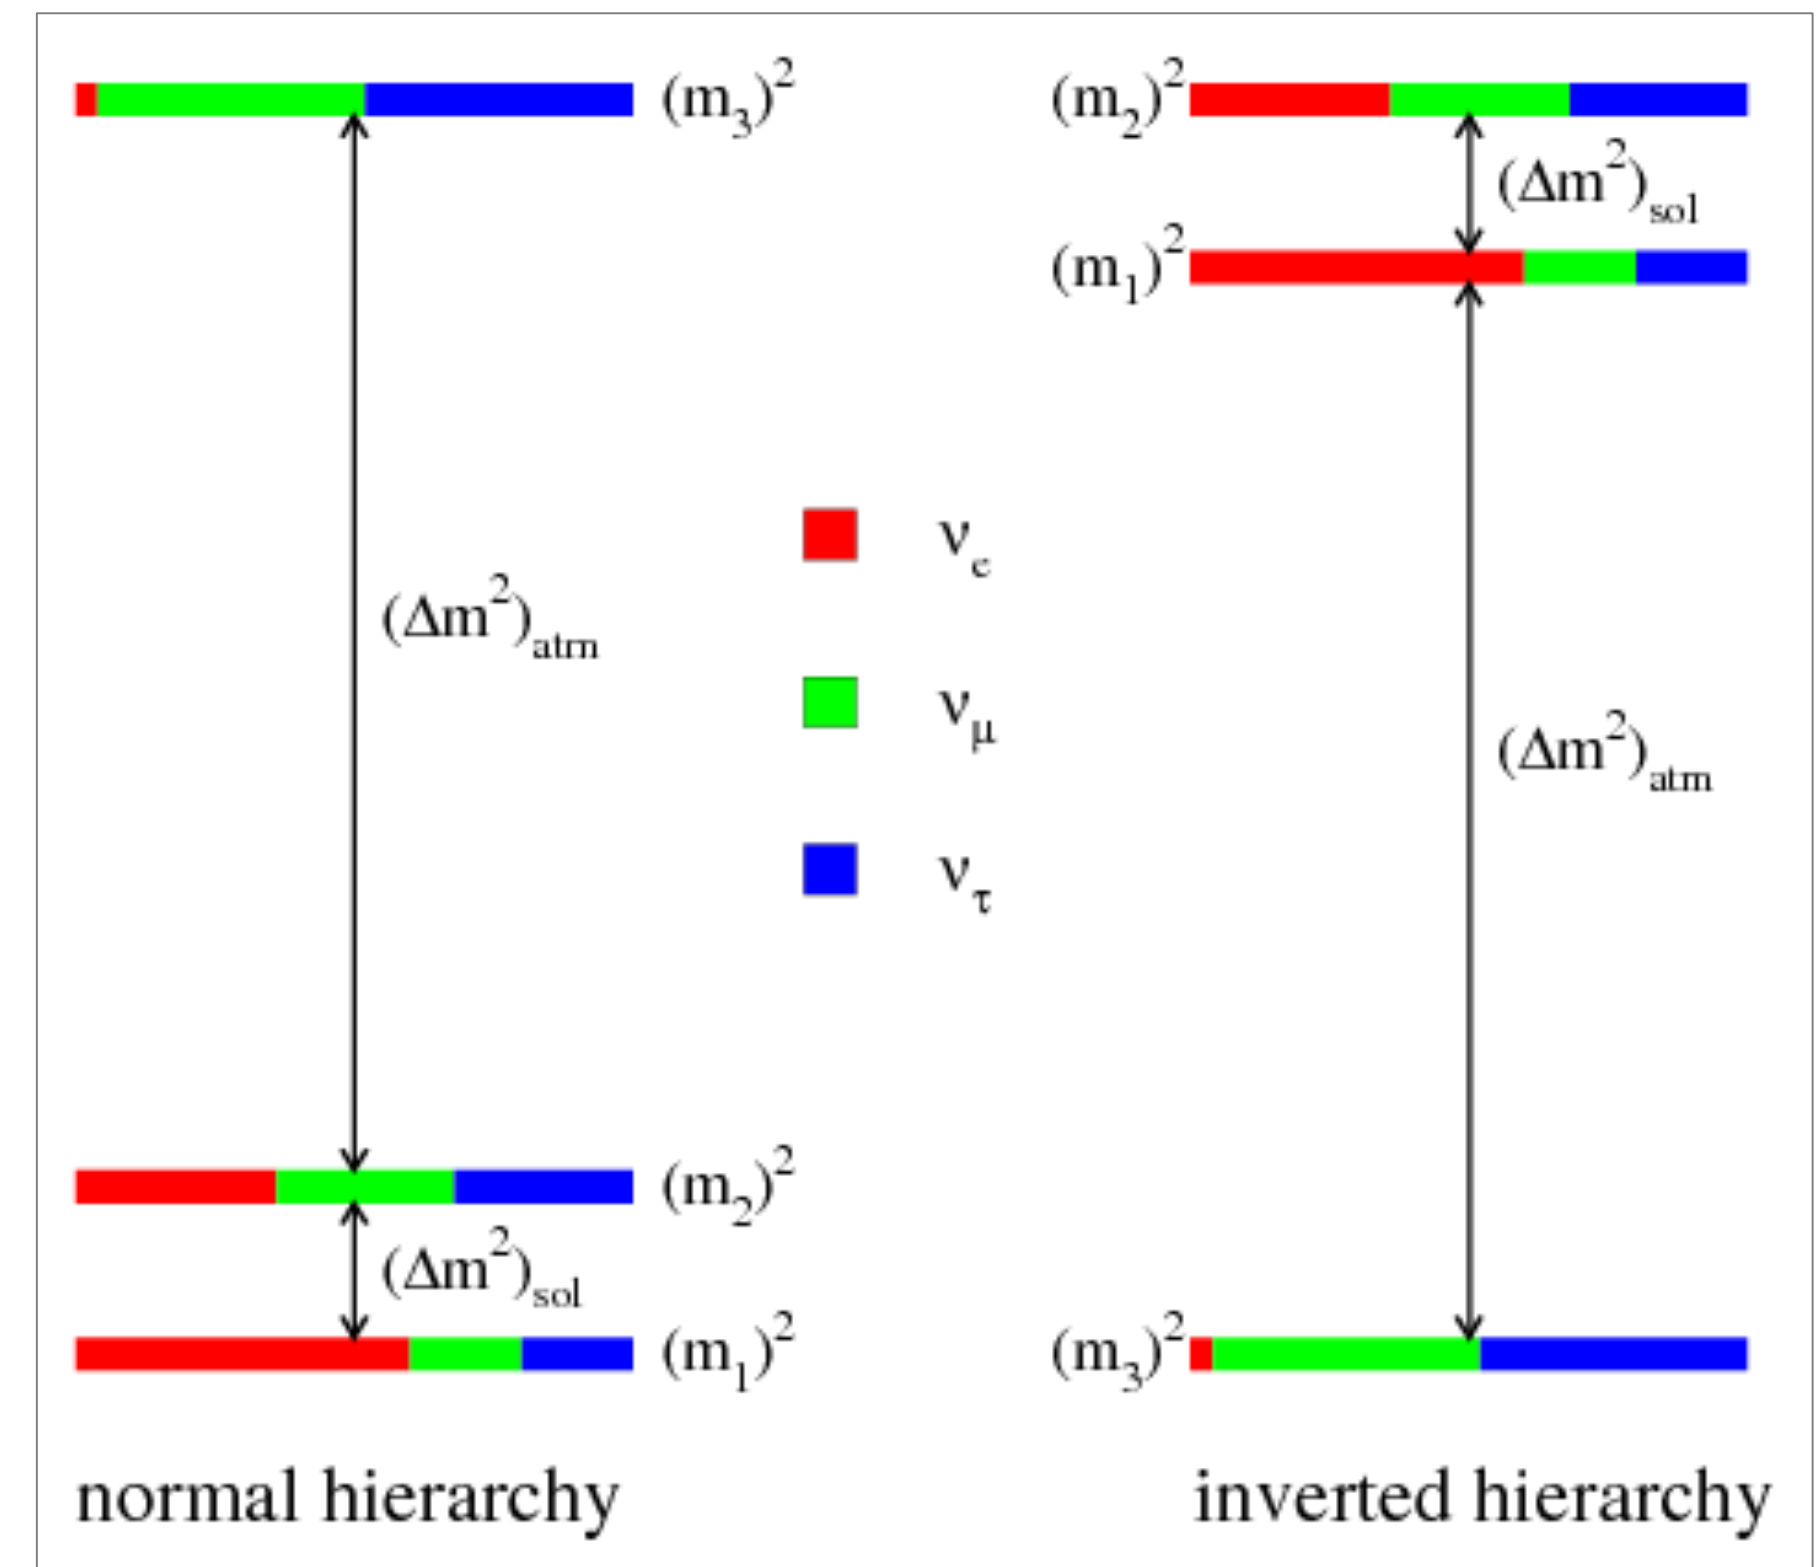 (m₃)²
(m₂)²
(Δm²)sol
(m₁)²
νe
(Δm²)atm
νμ
(Δm²)atm
ντ
(m₂)²
(Δm²)sol
(m₁)²
(m₃)²
normal hierarchy
inverted hierarchy